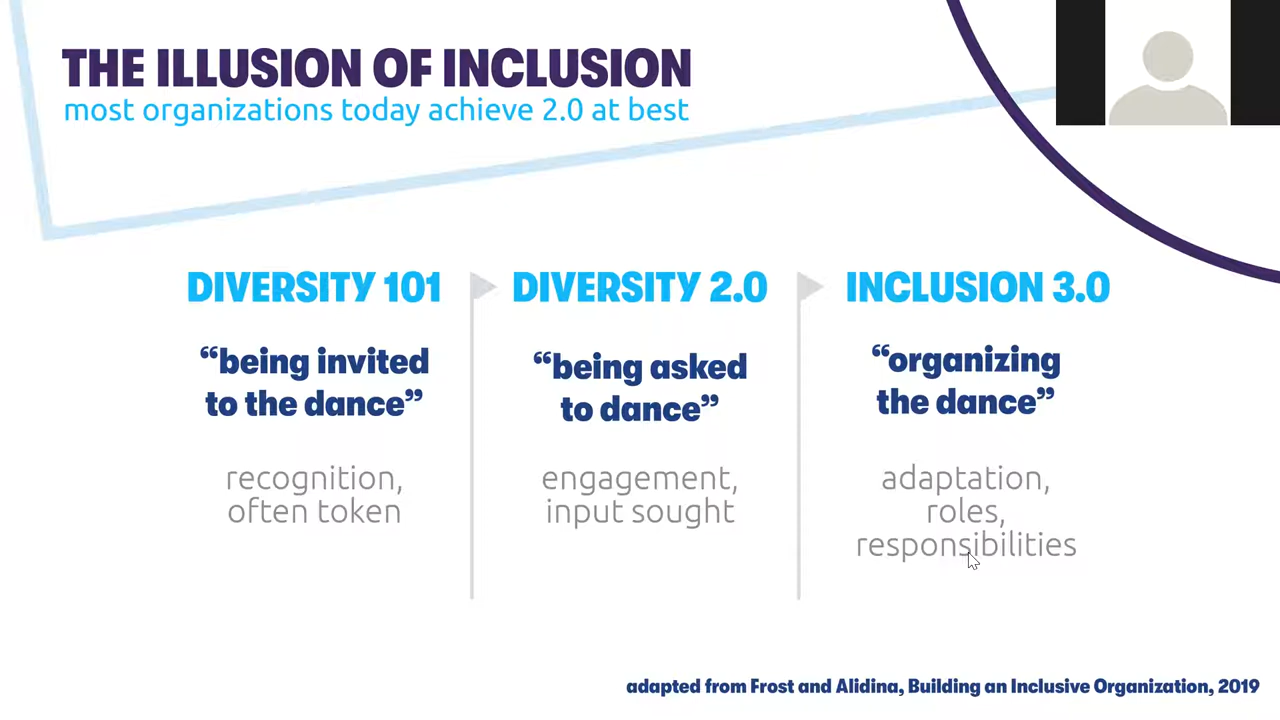 THE ILLUSION OF INCLUSION
most organizations today achieve 2.0 at best
DIVERSITY 101
“being invited
to the dance”
recognition,
often token
DIVERSITY 2.0
“being asked
to dance”
engagement,
input sought
INCLUSION 3.0
“organizing
the dance”
adaptation,
roles,
responsibilities
adapted from Frost and Alidina, Building an Inclusive Organization, 2019